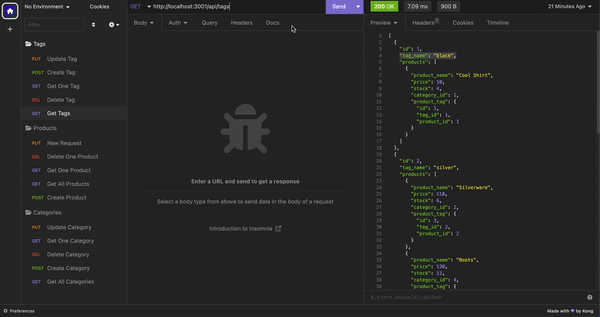 No Environment
Cookies
GET http://localhost:3001/api/tags
Send
200 OK
7.09 ms
900 B
21 Minutes Ago
Filter
Body
Auth
Query
Headers
Docs
Preview
Headers 7
Cookies
Timeline
Tags
PUT Update Tag
POST Create Tag
GET Get One Tag
DEL Delete Tag
GET Get Tags
Products
PUT New Request
DEL Delete One Product
GET Get One Product
GET Get All Products
POST Create Product
Categories
PUT Update Category
GET Get One Category
DEL Delete Category
POST Create Category
GET Get All Categories
Enter a URL and send to get a response
Select a body type from above to send data in the body of a request
Introduction to Insomnia
1 [
2 {
3 "id": 1,
4 "tag_name": "black",
5 "products": [
6 {
7 "product_name": "Cool Shirt",
8 "price": 50,
9 "stock": 4,
10 "category_id": 1,
11 "product_tag": {
12 "id": 1,
13 "tag_id": 1,
14 "product_id": 1
15 }
16 }
17 ]
18 },
19 {
20 "id": 2,
21 "tag_name": "silver",
22 "products": [
23 {
24 "product_name": "Silverware",
25 "price": 110,
26 "stock": 6,
27 "category_id": 2,
28 "product_tag": {
29 "id": 3,
30 "tag_id": 2,
31 "product_id": 2
32 }
33 },
34 {
35 "product_name": "Boots",
36 "price": 130,
37 "stock": 13,
38 "category_id": 4,
39 "product_tag": {
$.store.books[*].author
Preferences
Made with ♥ by Kong